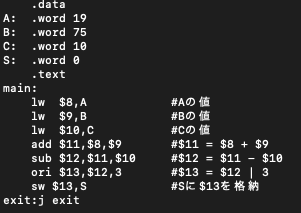 .data
A: .word 19
B: .word 75
C: .word 10
S: .word 0
.text
main:
lw $8,A #Aの値
lw $9,B #Bの値
lw $10,C #Cの値
add $11,$8,$9 #$11 = $8 + $9
sub $12,$11,$10 #$12 = $11 − $10
ori $13,$12,3 #$13 = $12 | 3
sw $13,S #Sに$13を格納
exit:j exit